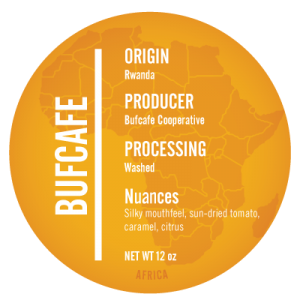 BUFCAFE
ORIGIN
Rwanda
PRODUCER
Bufcafe Cooperative
PROCESSING
Washed
Nuances
Silky mouthfeel, sun-dried tomato,
caramel, citrus
NET WT 12 oz
AFRICA